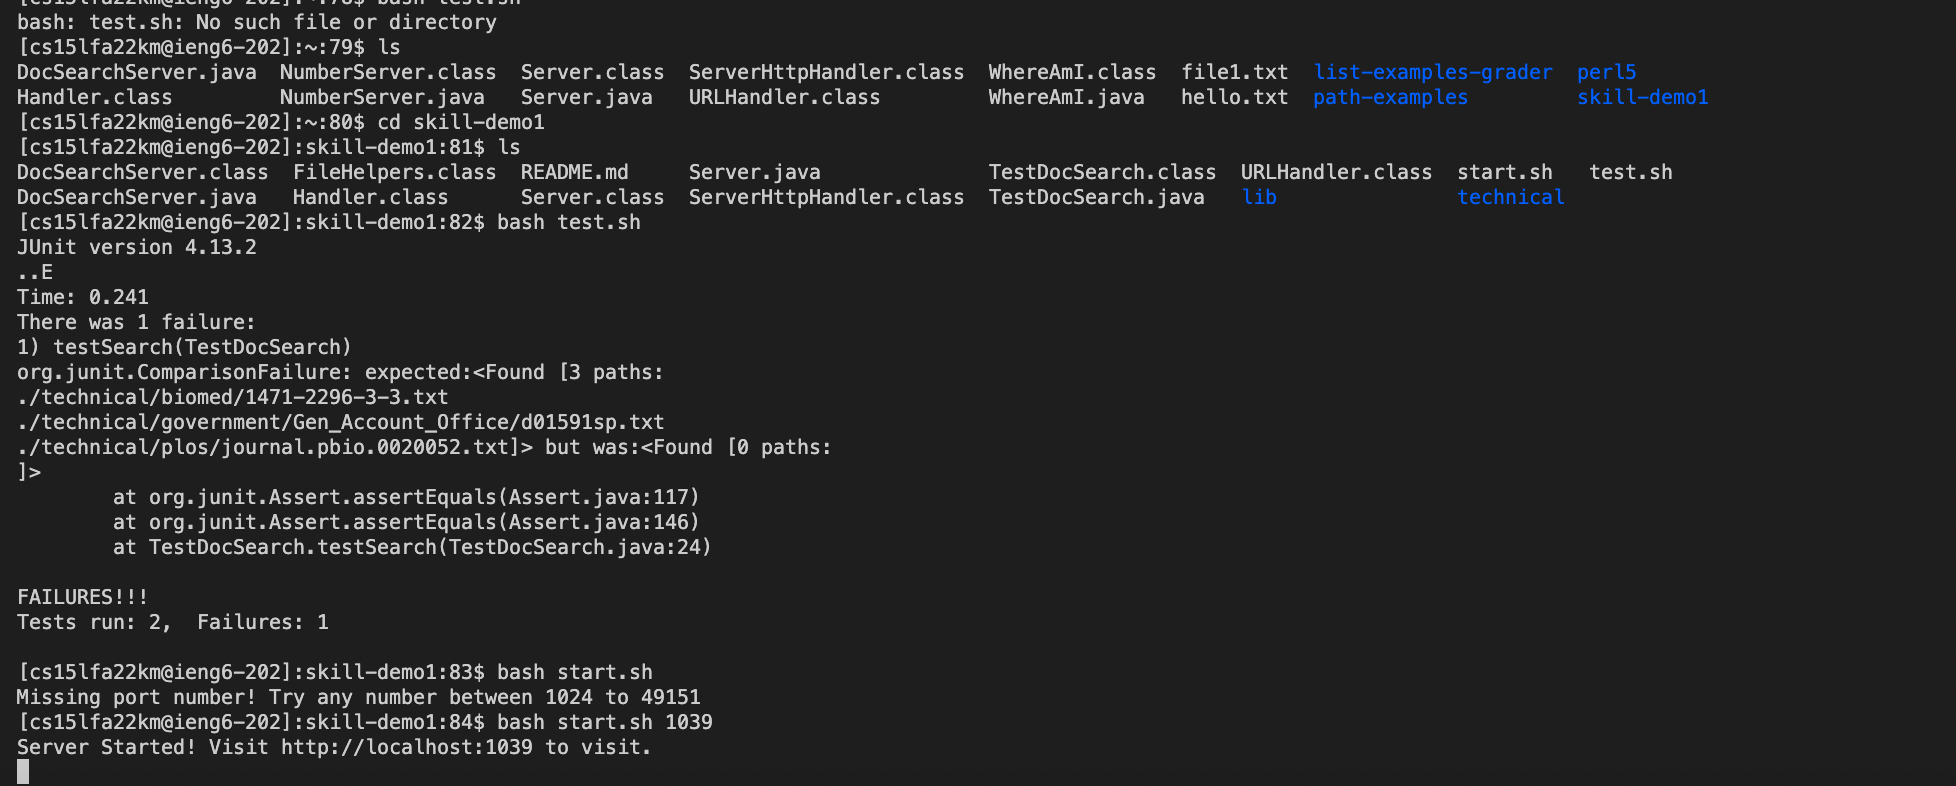 [cs15lfa22km@ieng6-202]:~:78$ bash test.sh
bash: test.sh: No such file or directory
[cs15lfa22km@ieng6-202]:~:79$ ls
DocSearchServer.java  NumberServer.class  Server.class  ServerHttpHandler.class  WhereAmI.class  file1.txt  list-examples-grader  perl5
Handler.class         NumberServer.java   Server.java   URLHandler.class         WhereAmI.java   hello.txt  path-examples         skill-demo1
[cs15lfa22km@ieng6-202]:~:80$ cd skill-demo1
[cs15lfa22km@ieng6-202]:skill-demo1:81$ ls
DocSearchServer.class  FileHelpers.class  README.md     Server.java              TestDocSearch.class  URLHandler.class  start.sh   test.sh
DocSearchServer.java   Handler.class      Server.class  ServerHttpHandler.class  TestDocSearch.java   lib               technical
[cs15lfa22km@ieng6-202]:skill-demo1:82$ bash test.sh
JUnit version 4.13.2
..E
Time: 0.241
There was 1 failure:
1) testSearch(TestDocSearch)
org.junit.ComparisonFailure: expected:<Found [3 paths:
./technical/biomed/1471-2296-3-3.txt
./technical/government/Gen_Account_Office/d01591sp.txt
./technical/plos/journal.pbio.0020052.txt]> but was:<Found [0 paths:
]>
        at org.junit.Assert.assertEquals(Assert.java:117)
        at org.junit.Assert.assertEquals(Assert.java:146)
        at TestDocSearch.testSearch(TestDocSearch.java:24)
FAILURES!!!
Tests run: 2,  Failures: 1
[cs15lfa22km@ieng6-202]:skill-demo1:83$ bash start.sh
Missing port number! Try any number between 1024 to 49151
[cs15lfa22km@ieng6-202]:skill-demo1:84$ bash start.sh 1039
Server Started! Visit http://localhost:1039 to visit.